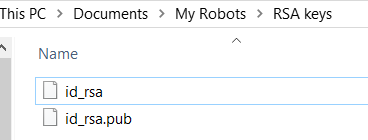 This PC > Documents > My Robots > RSA keys
Name
id_rsa
id_rsa.pub